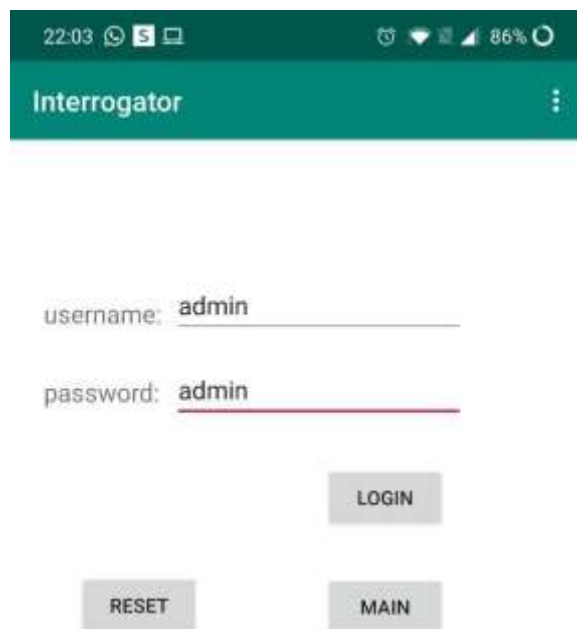 22:03 S 86%
Interrogator
username: admin
password: admin
LOGIN
RESET MAIN